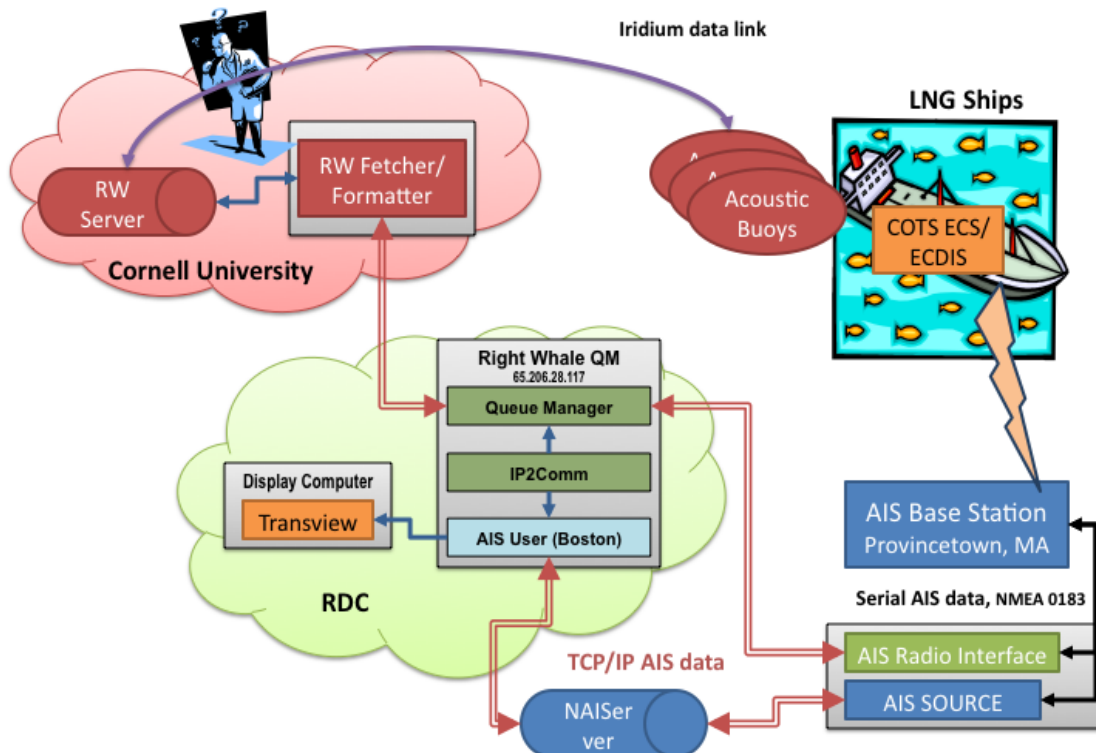 Iridium data link
LNG Ships
RW
Server
RW Fetcher/
Formatter
Acoustic
Buoys
COTS ECS/
ECDIS
Cornell University
Right Whale QM
65.206.28.117
Queue Manager
IP2Comm
AIS User (Boston)
Display Computer
Transview
RDC
AIS Base Station
Provincetown, MA
Serial AIS data, NMEA 0183
AIS Radio Interface
AIS SOURCE
TCP/IP AIS data
NAISer
ver